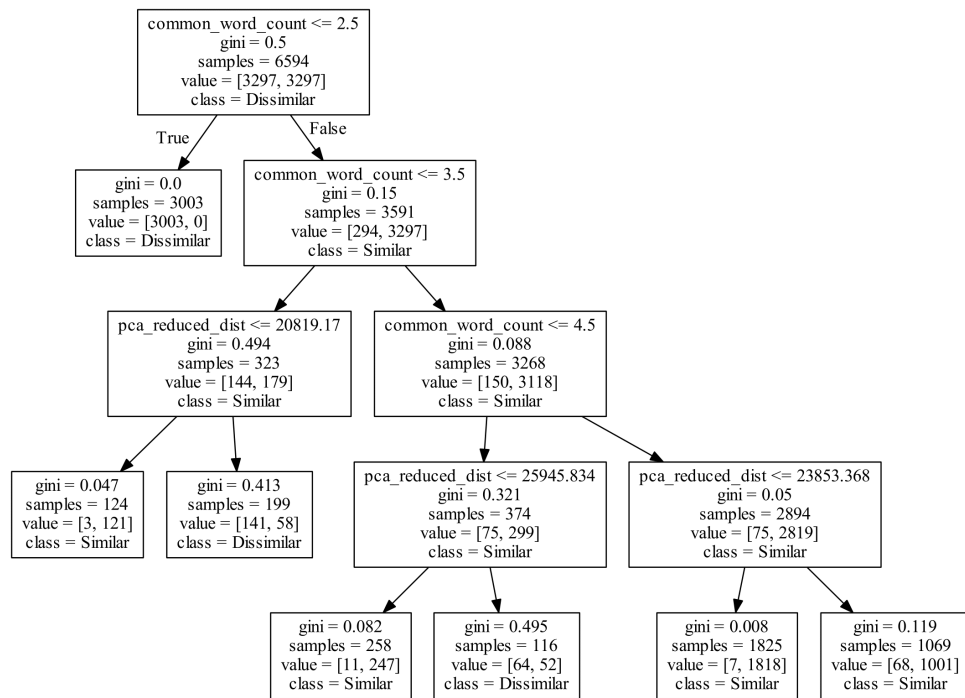 common_word_count <= 2.5
gini = 0.5
samples = 6594
value = [3297, 3297]
class = Dissimilar
True
False
gini = 0.0
samples = 3003
value = [3003, 0]
class = Dissimilar
common_word_count <= 3.5
gini = 0.15
samples = 3591
value = [294, 3297]
class = Similar
pca_reduced_dist <= 20819.17
gini = 0.494
samples = 323
value = [144, 179]
class = Similar
common_word_count <= 4.5
gini = 0.088
samples = 3268
value = [150, 3118]
class = Similar
gini = 0.047
samples = 124
value = [3, 121]
class = Similar
gini = 0.413
samples = 199
value = [141, 58]
class = Dissimilar
pca_reduced_dist <= 25945.834
gini = 0.321
samples = 374
value = [75, 299]
class = Similar
pca_reduced_dist <= 23853.368
gini = 0.05
samples = 2894
value = [75, 2819]
class = Similar
gini = 0.082
samples = 258
value = [11, 247]
class = Similar
gini = 0.495
samples = 116
value = [64, 52]
class = Dissimilar
gini = 0.008
samples = 1825
value = [7, 1818]
class = Similar
gini = 0.119
samples = 1069
value = [68, 1001]
class = Similar